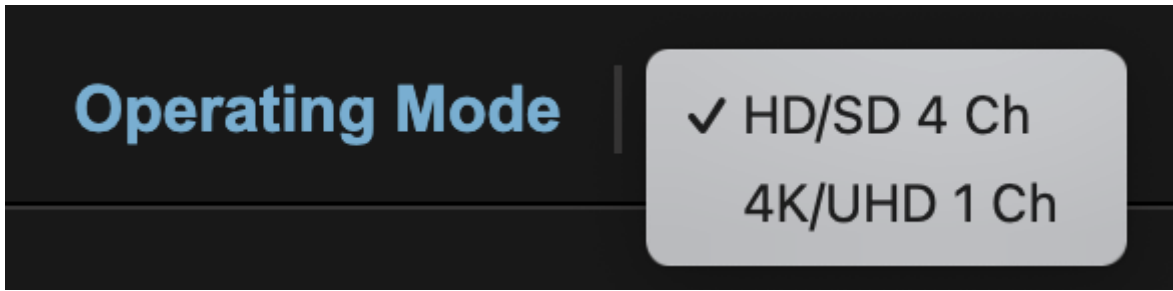 Operating Mode
✓ HD/SD 4 Ch
4K/UHD 1 Ch